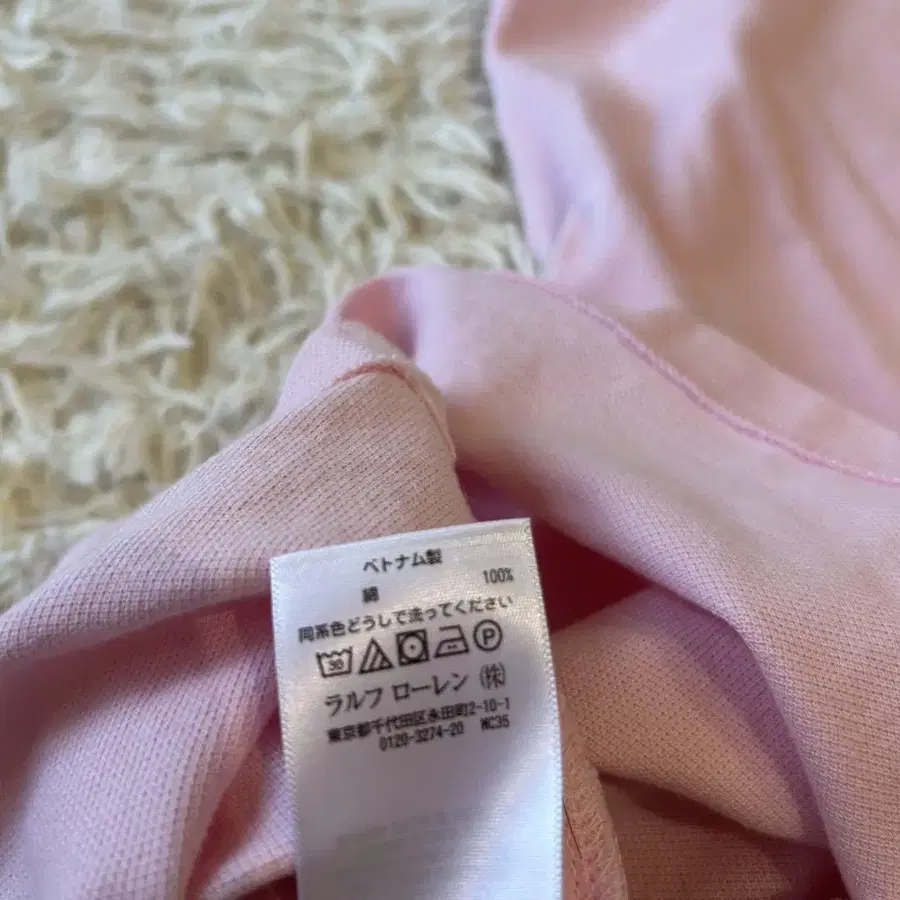 ベトナム製
綿 100%
同系色どうしで洗ってください
30 P
ラルフ ローレン (株)
東京都千代田区永田町2-10-1
0120-3274-20 MC35